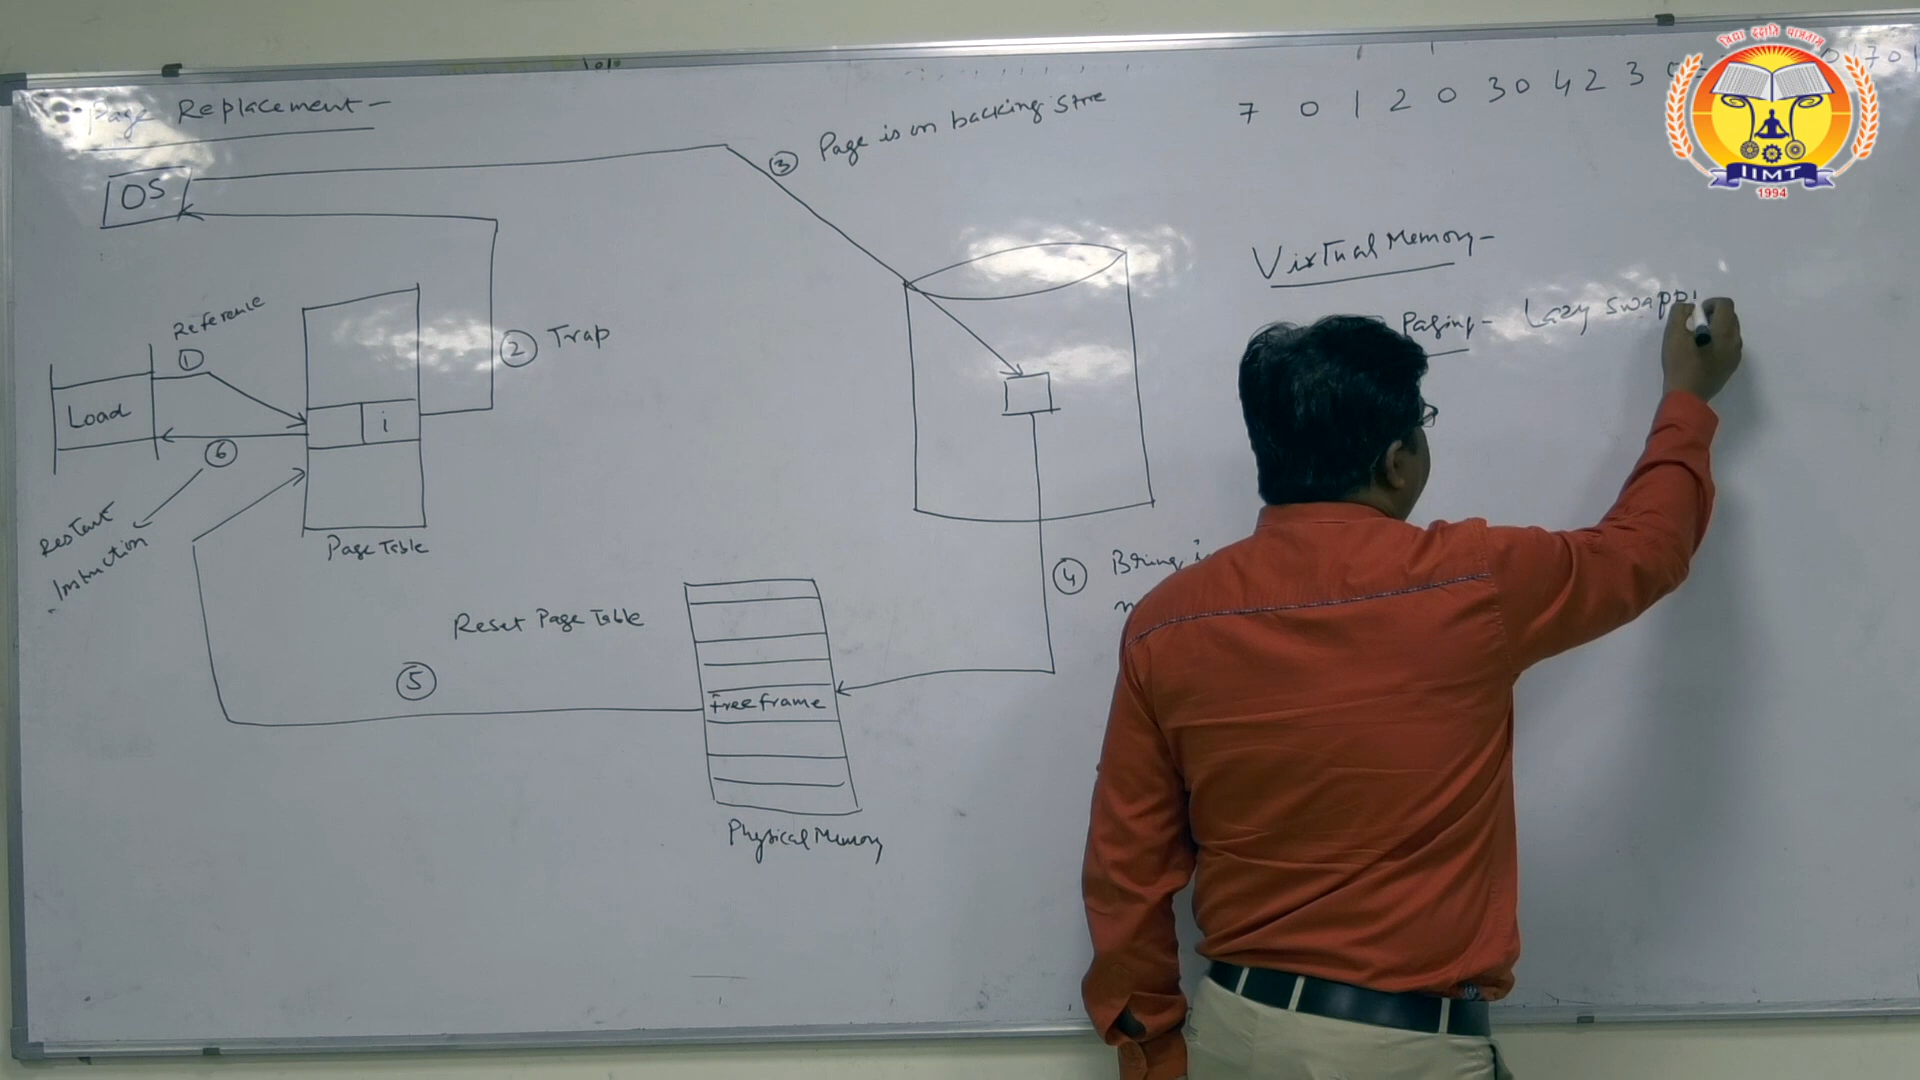 Page Replacement -
OS
③ Page is on backing store
7 0 1 2 0 3 0 4 2 3
विद्या ददाति पात्रताम्
IIMT
1994
Virtual Memory -
Paging - Lazy swappi
Reference
①
② Trap
Load
i
⑥
Restart
Instruction
Page Table
④ Bring i
Reset Page Table
⑤
free frame
Physical Memory